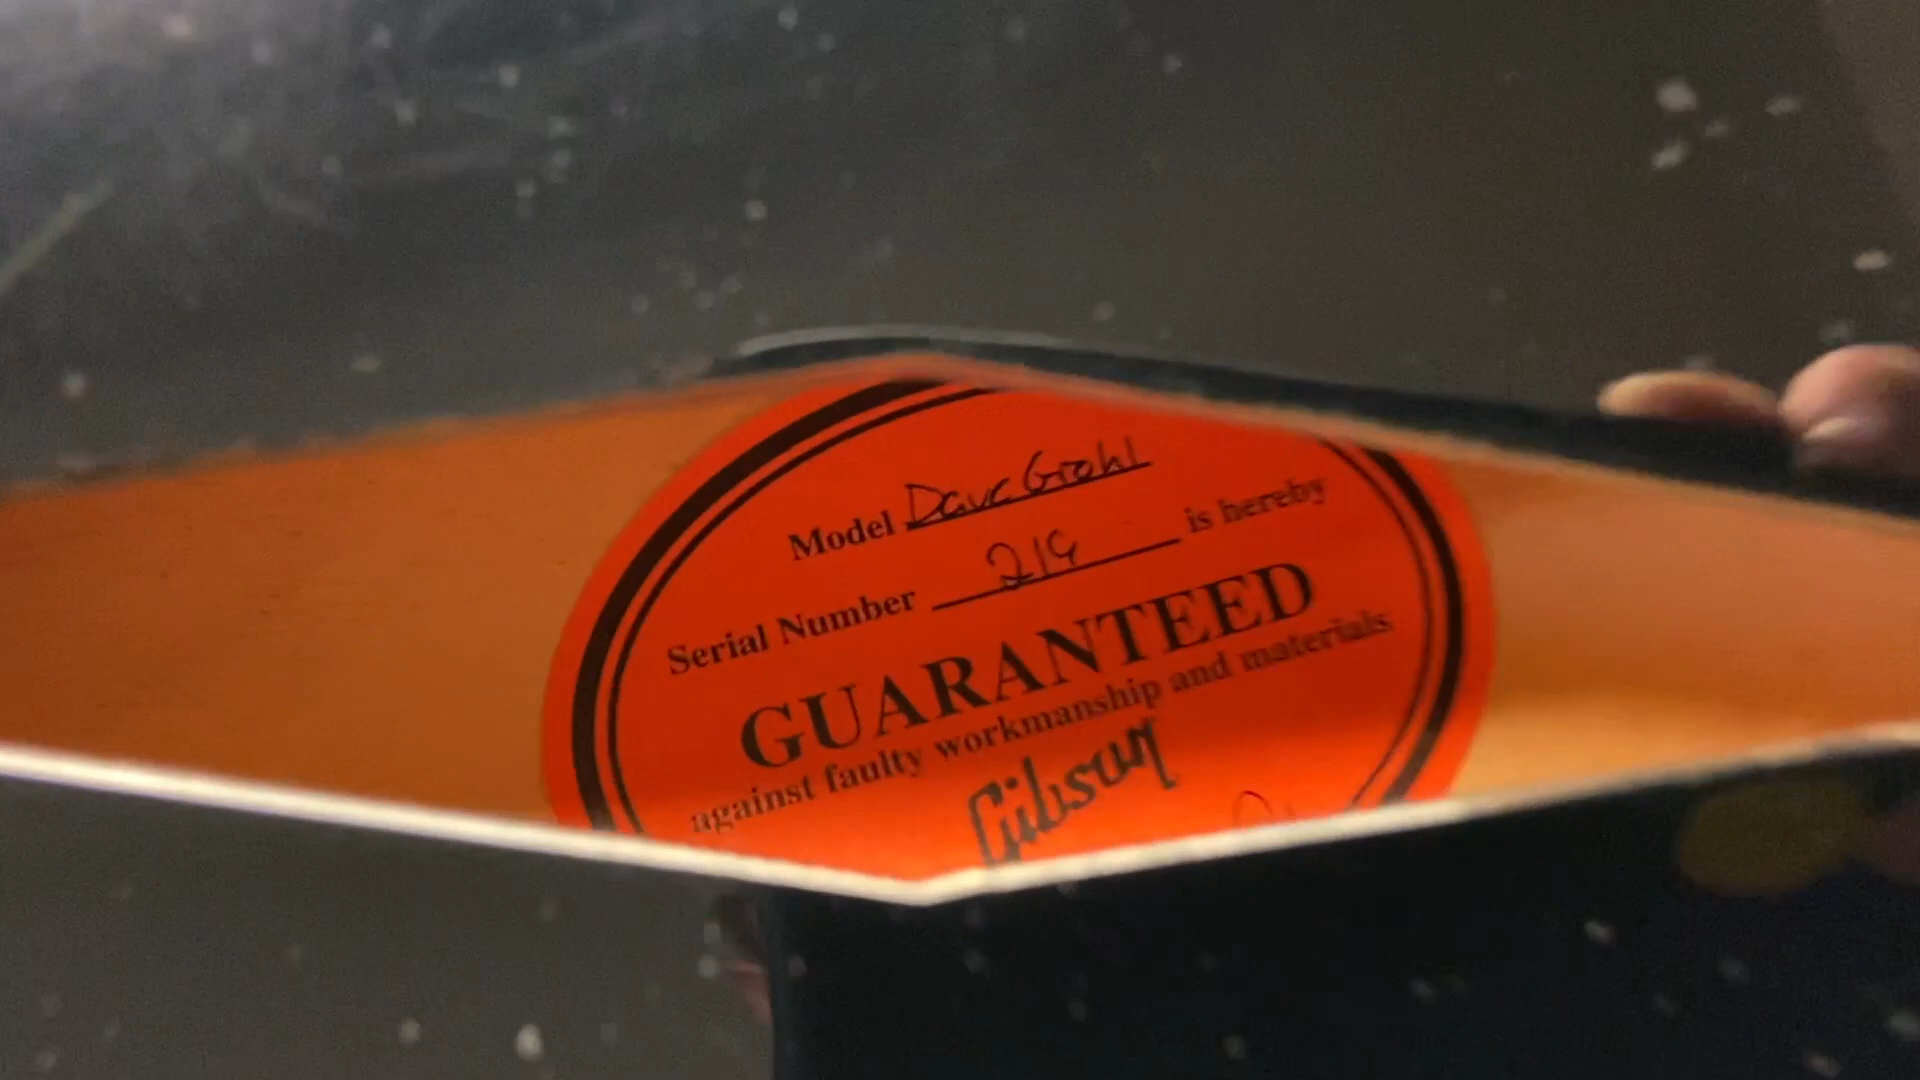 Model Dave Grohl
Serial Number 219 is hereby
GUARANTEED
against faulty workmanship and materials
Gibson